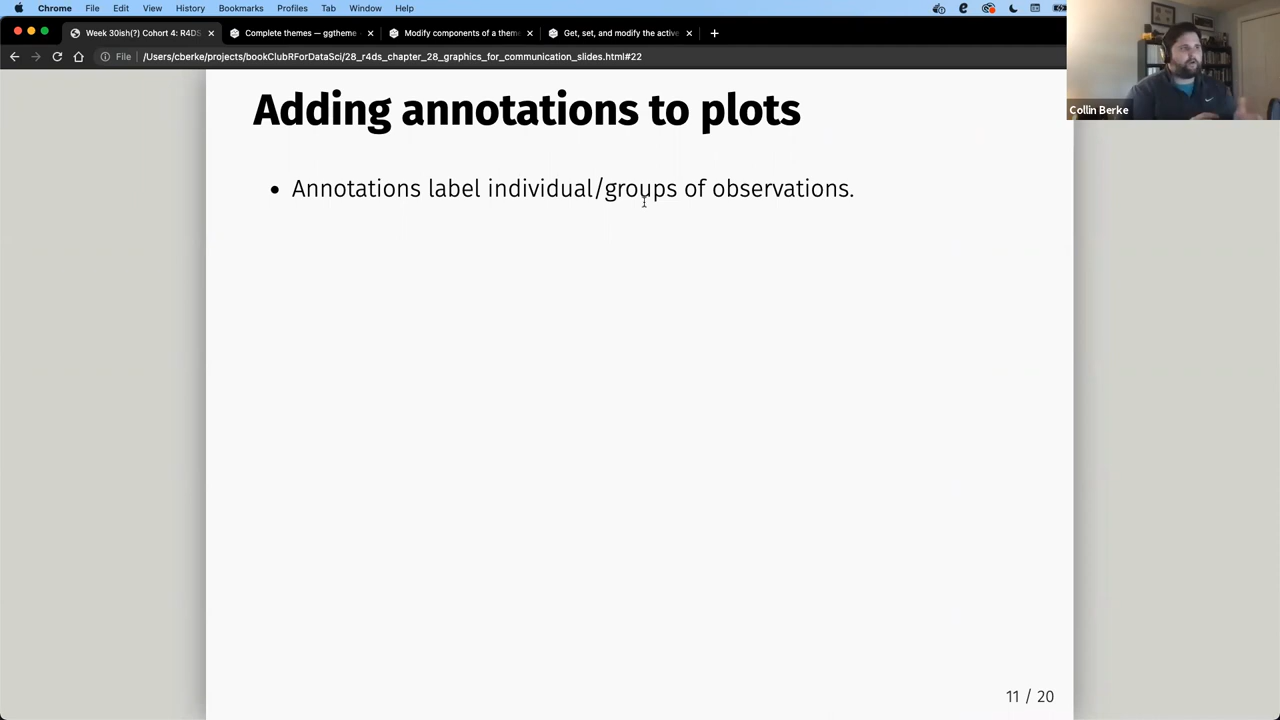 Chrome File Edit View History Bookmarks Profiles Tab Window Help
Week 30ish(?) Cohort 4: R4DS
Complete themes — ggtheme
Modify components of a them
Get, set, and modify the active
File /Users/cberke/projects/bookClubRForDataSci/28_r4ds_chapter_28_graphics_for_communication_slides.html#22
Collin Berke
Adding annotations to plots
• Annotations label individual/groups of observations.
11 / 20